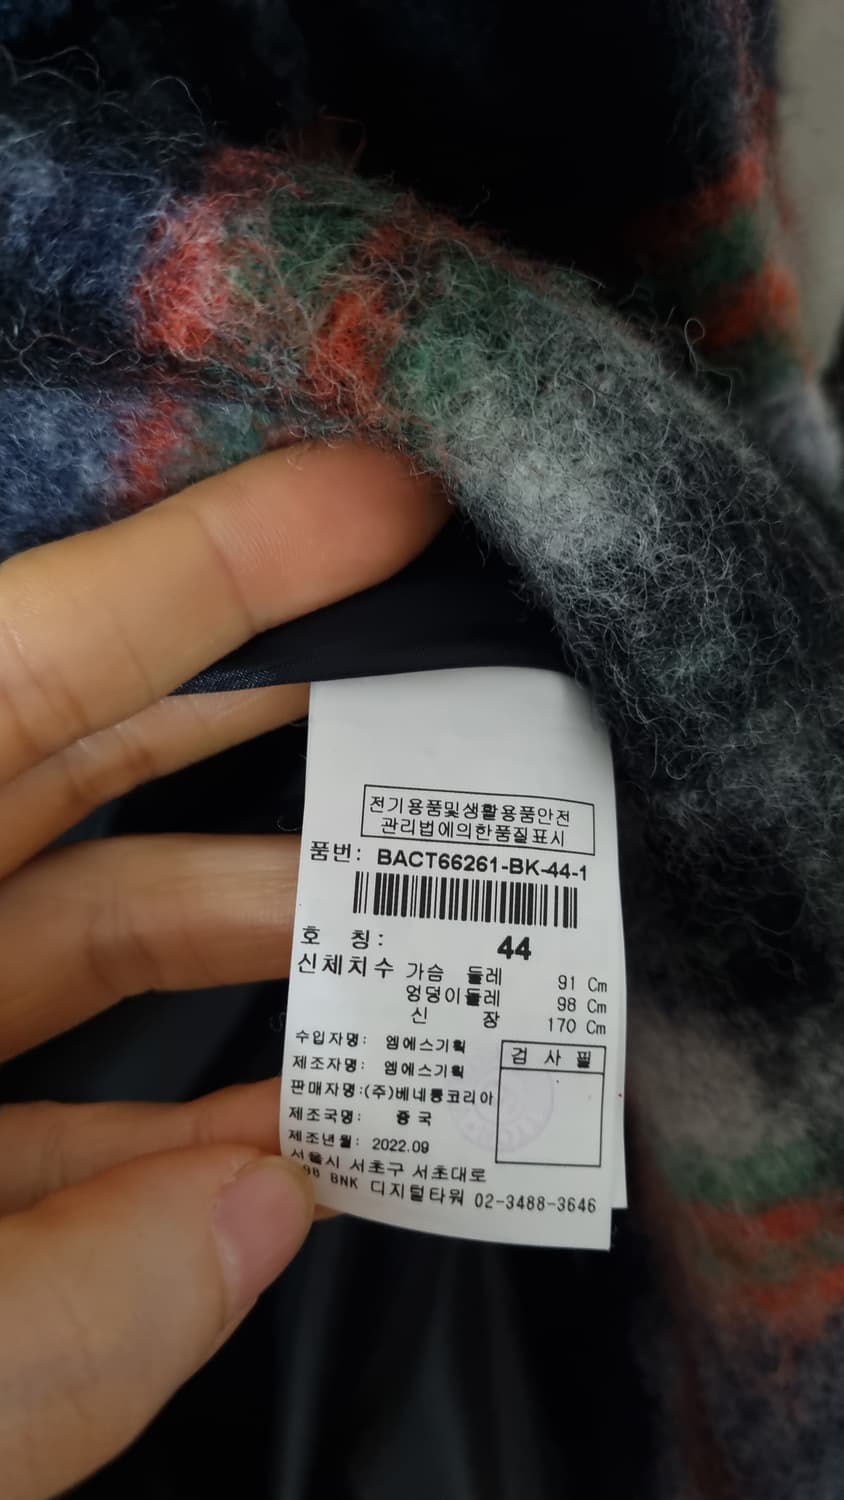 전기용품및생활용품안전
관리법에의한품질표시
품번: BACT66261-BK-44-1
호 칭: 44
신체치수 가슴 둘레 91 Cm
엉덩이둘레 98 Cm
신 장 170 Cm
수입자명: 엠에스기획
제조자명: 엠에스기획
판매자명:(주)베네통코리아
제조국명: 중국
제조년월: 2022.09
검 사 필
서울시 서초구 서초대로
98 BNK 디지털타워 02-3488-3646